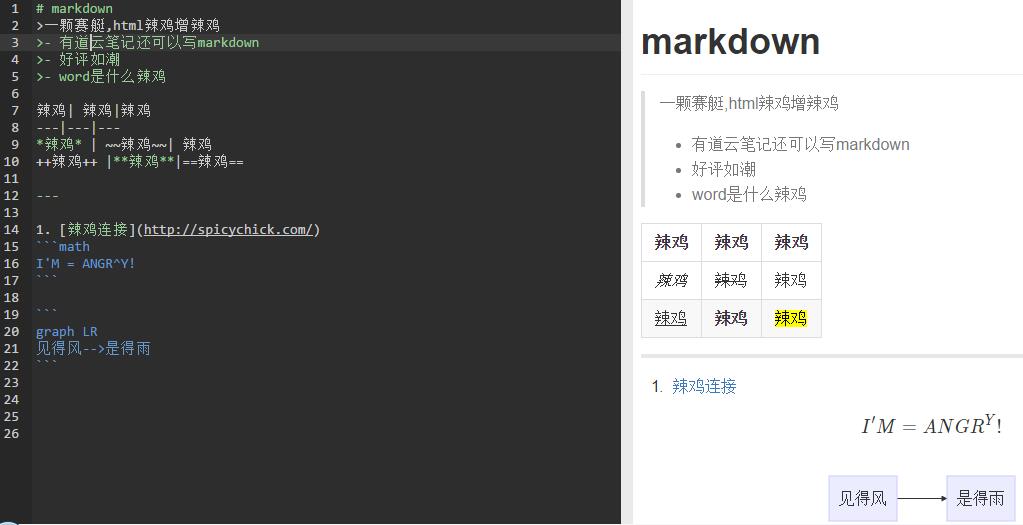 1 # markdown
2 >一颗赛艇,html辣鸡增辣鸡
3 >- 有道云笔记还可以写markdown
4 >- 好评如潮
5 >- word是什么辣鸡
6
7 辣鸡| 辣鸡|辣鸡
8 ---|---|---
9 *辣鸡* | ~~辣鸡~~| 辣鸡
10 ++辣鸡++ |**辣鸡**|==辣鸡==
11
12 ---
13
14 1. [辣鸡连接](http://spicychick.com/)
15 ```math
16 I'M = ANGR^Y!
17 ```
18
19 ```
20 graph LR
21 见得风-->是得雨
22 ```
23
24
25
26
markdown
一颗赛艇,html辣鸡增辣鸡
• 有道云笔记还可以写markdown
• 好评如潮
• word是什么辣鸡
辣鸡 辣鸡 辣鸡
辣鸡 辣鸡 辣鸡
辣鸡 辣鸡 辣鸡
1. 辣鸡连接
I'M = ANGR^Y!
见得风 是得雨